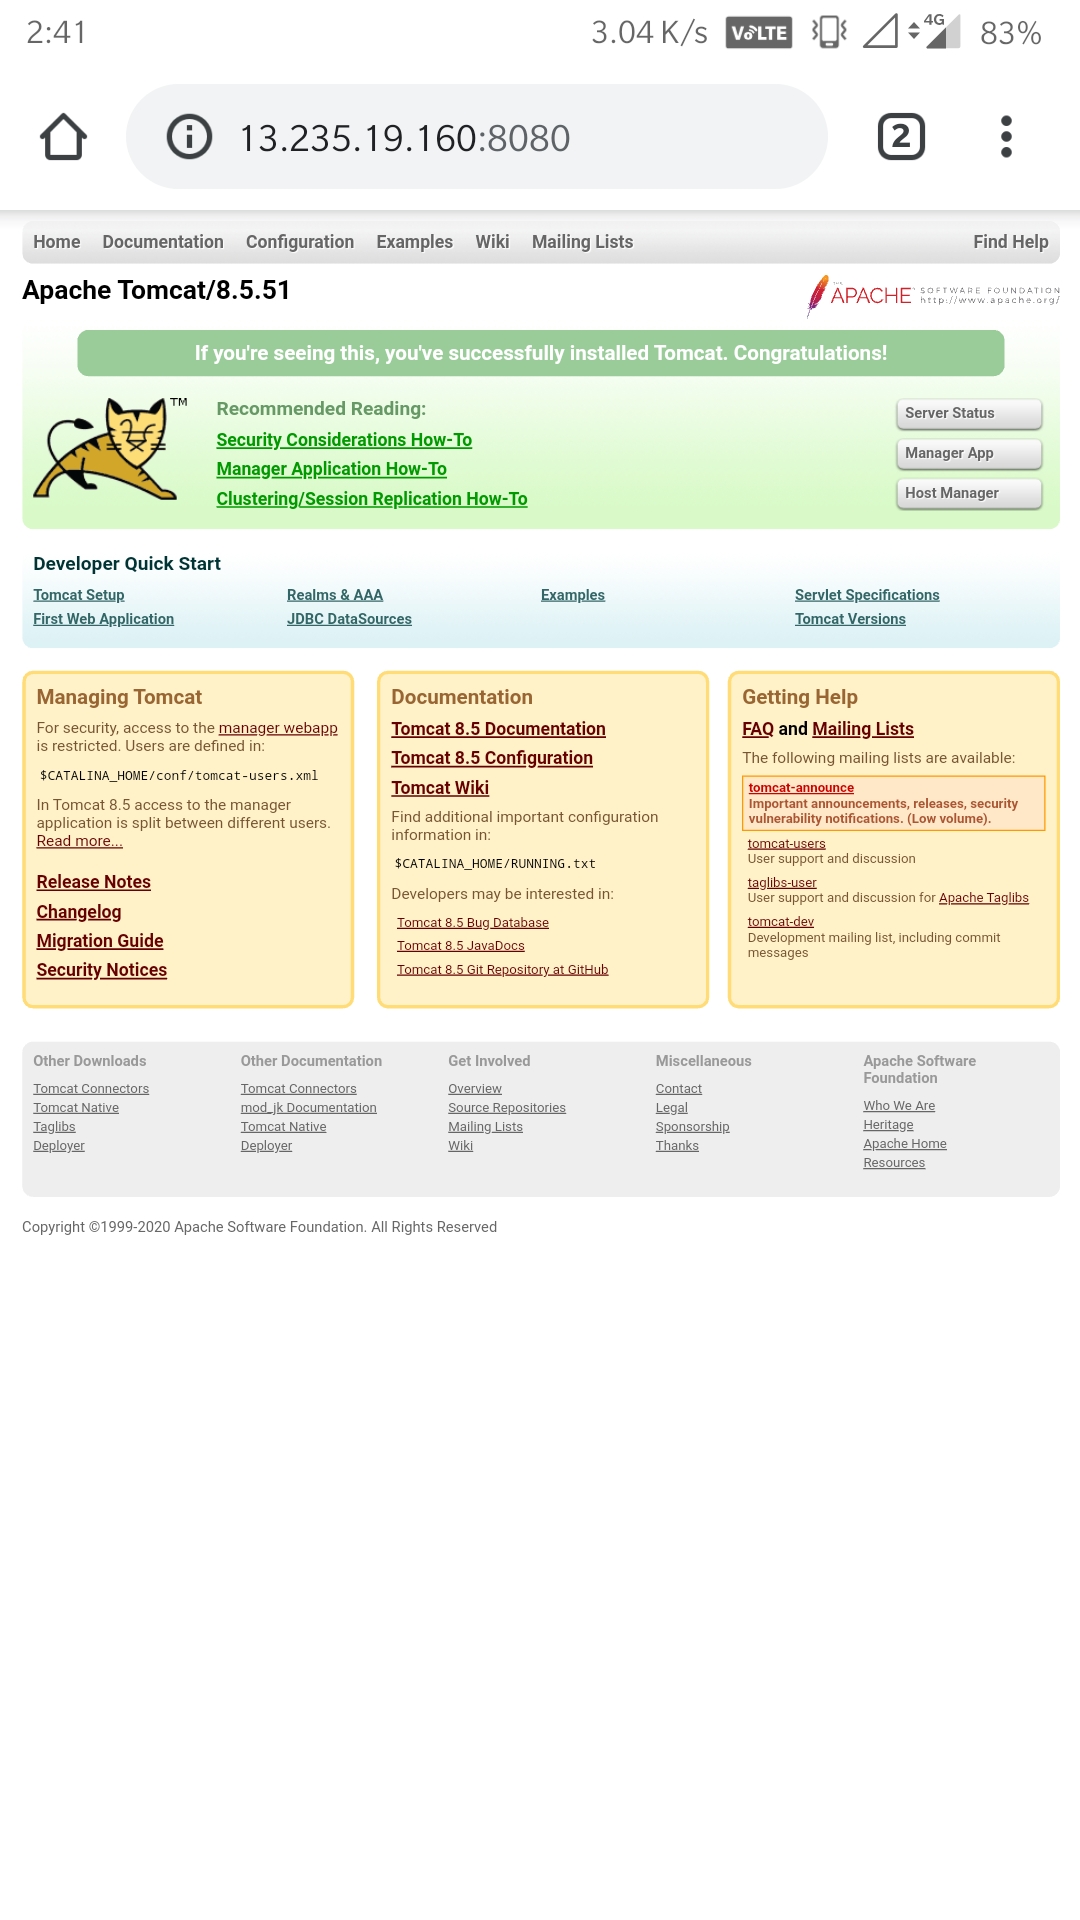 2:41 3.04 K/s VoLTE 4G 83%
13.235.19.160:8080 2
Home Documentation Configuration Examples Wiki Mailing Lists Find Help
Apache Tomcat/8.5.51
THE APACHE™ SOFTWARE FOUNDATION
http://www.apache.org/
If you're seeing this, you've successfully installed Tomcat. Congratulations!
TM
Recommended Reading:
Security Considerations How-To
Manager Application How-To
Clustering/Session Replication How-To
Server Status
Manager App
Host Manager
Developer Quick Start
Tomcat Setup
First Web Application
Realms & AAA
JDBC DataSources
Examples
Servlet Specifications
Tomcat Versions
Managing Tomcat
For security, access to the manager webapp
is restricted. Users are defined in:
$CATALINA_HOME/conf/tomcat-users.xml
In Tomcat 8.5 access to the manager
application is split between different users.
Read more...
Release Notes
Changelog
Migration Guide
Security Notices
Documentation
Tomcat 8.5 Documentation
Tomcat 8.5 Configuration
Tomcat Wiki
Find additional important configuration
information in:
$CATALINA_HOME/RUNNING.txt
Developers may be interested in:
Tomcat 8.5 Bug Database
Tomcat 8.5 JavaDocs
Tomcat 8.5 Git Repository at GitHub
Getting Help
FAQ and Mailing Lists
The following mailing lists are available:
tomcat-announce
Important announcements, releases, security
vulnerability notifications. (Low volume).
tomcat-users
User support and discussion
taglibs-user
User support and discussion for Apache Taglibs
tomcat-dev
Development mailing list, including commit
messages
Other Downloads
Tomcat Connectors
Tomcat Native
Taglibs
Deployer
Other Documentation
Tomcat Connectors
mod_jk Documentation
Tomcat Native
Deployer
Get Involved
Overview
Source Repositories
Mailing Lists
Wiki
Miscellaneous
Contact
Legal
Sponsorship
Thanks
Apache Software
Foundation
Who We Are
Heritage
Apache Home
Resources
Copyright ©1999-2020 Apache Software Foundation. All Rights Reserved